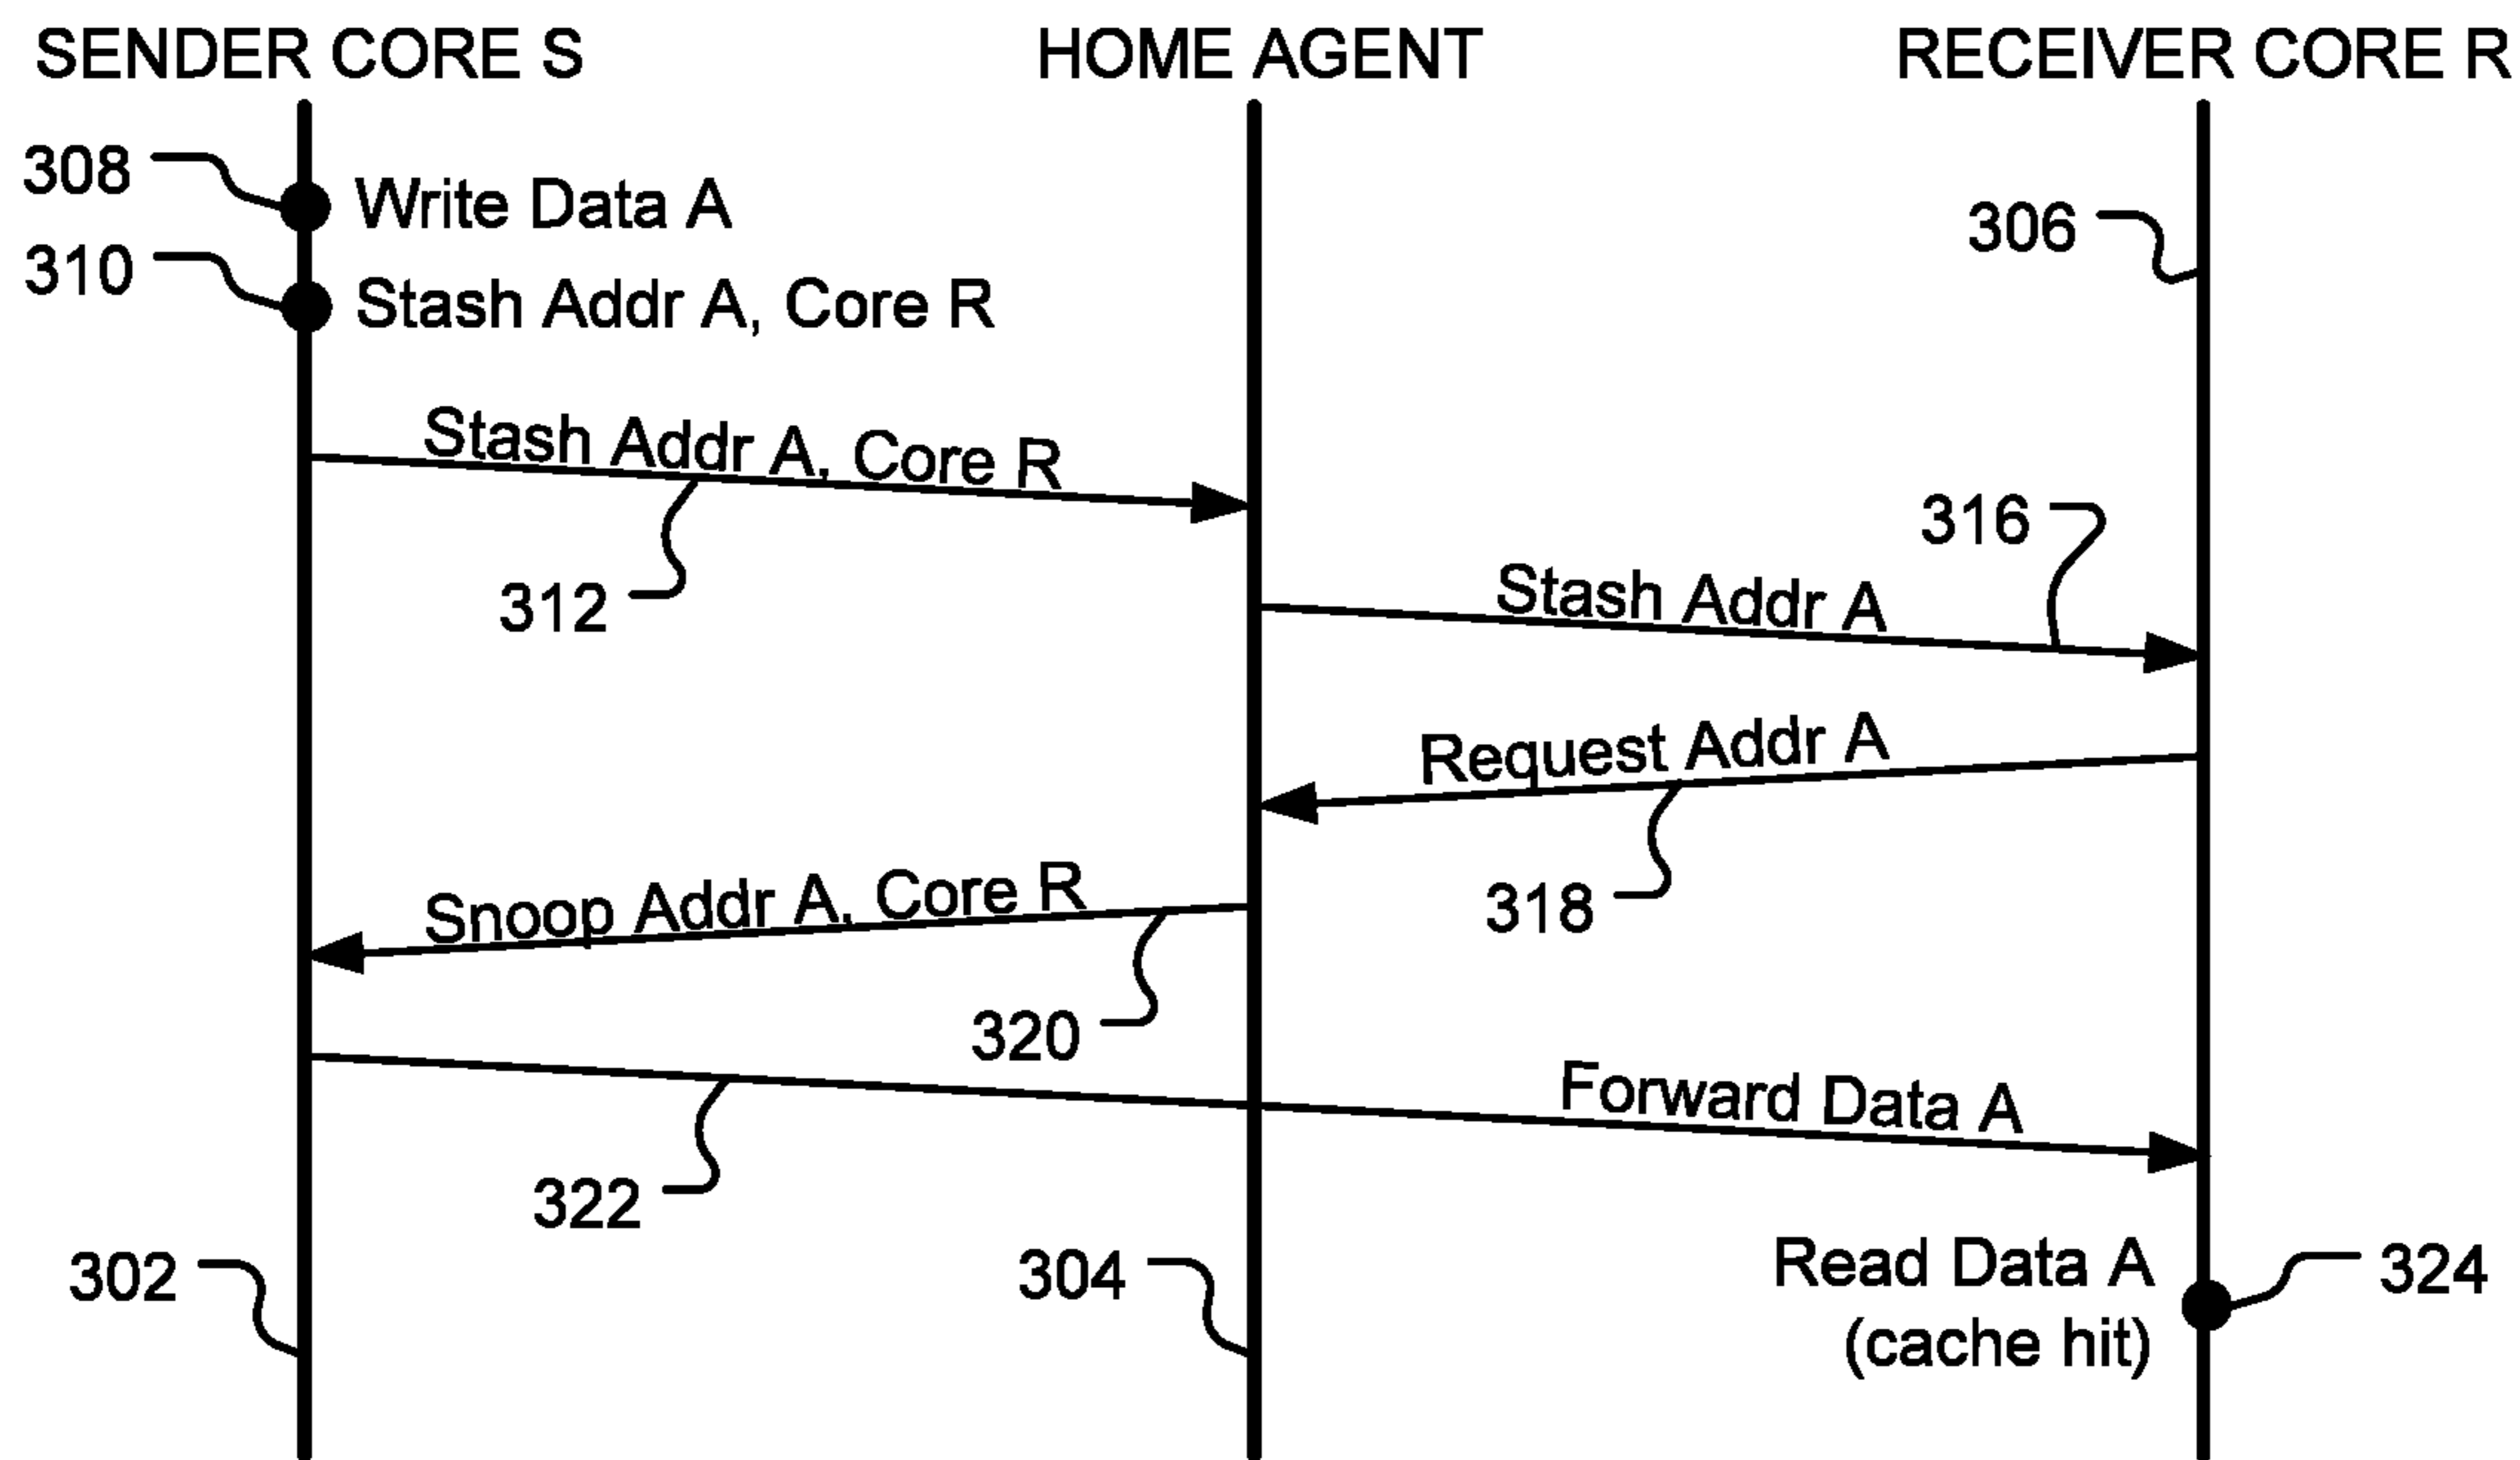 SENDER CORE S
HOME AGENT
RECEIVER CORE R
308
Write Data A
306
310
Stash Addr A, Core R
Stash Addr A, Core R
316
312
Stash Addr A
Request Addr A
318
Snoop Addr A, Core R
320
Forward Data A
322
302
304
Read Data A
324
(cache hit)